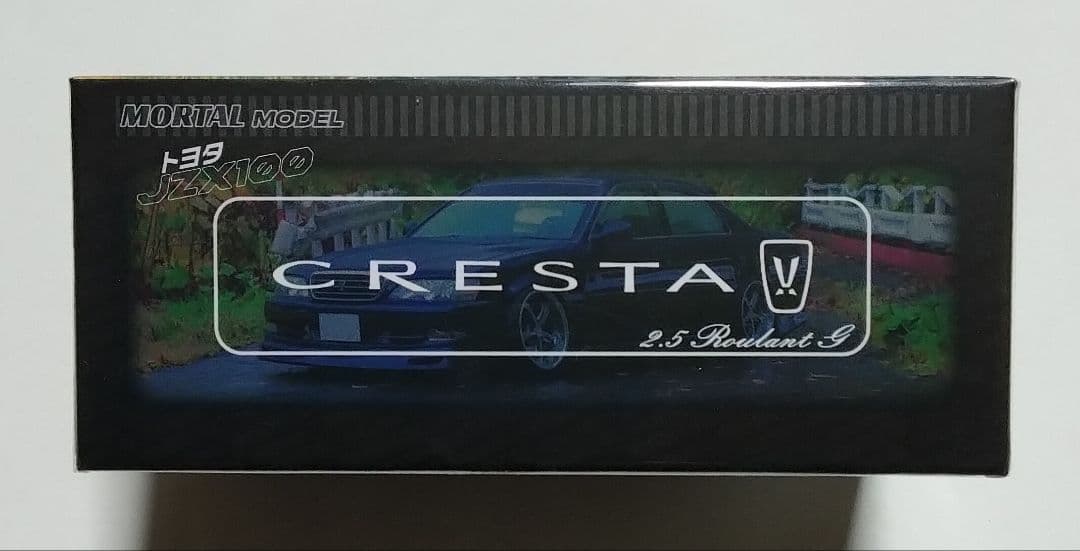 MORTAL MODEL
トヨタ
JZX100
CRESTA
2.5 Roulant G